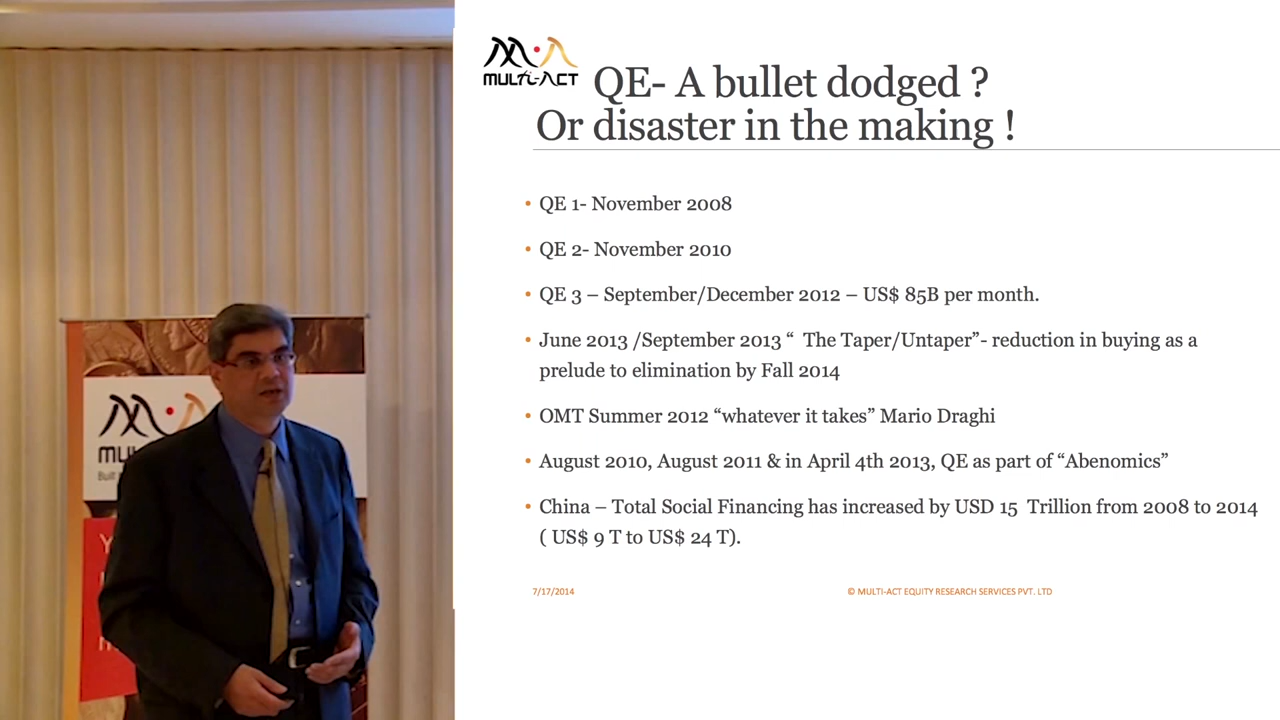 MULTI-ACT
QE- A bullet dodged ?
Or disaster in the making !
• QE 1- November 2008
• QE 2- November 2010
• QE 3 – September/December 2012 – US$ 85B per month.
• June 2013 /September 2013 “ The Taper/Untaper”- reduction in buying as a
prelude to elimination by Fall 2014
• OMT Summer 2012 “whatever it takes” Mario Draghi
• August 2010, August 2011 & in April 4th 2013, QE as part of “Abenomics”
• China – Total Social Financing has increased by USD 15 Trillion from 2008 to 2014
( US$ 9 T to US$ 24 T).
7/17/2014
© MULTI-ACT EQUITY RESEARCH SERVICES PVT. LTD